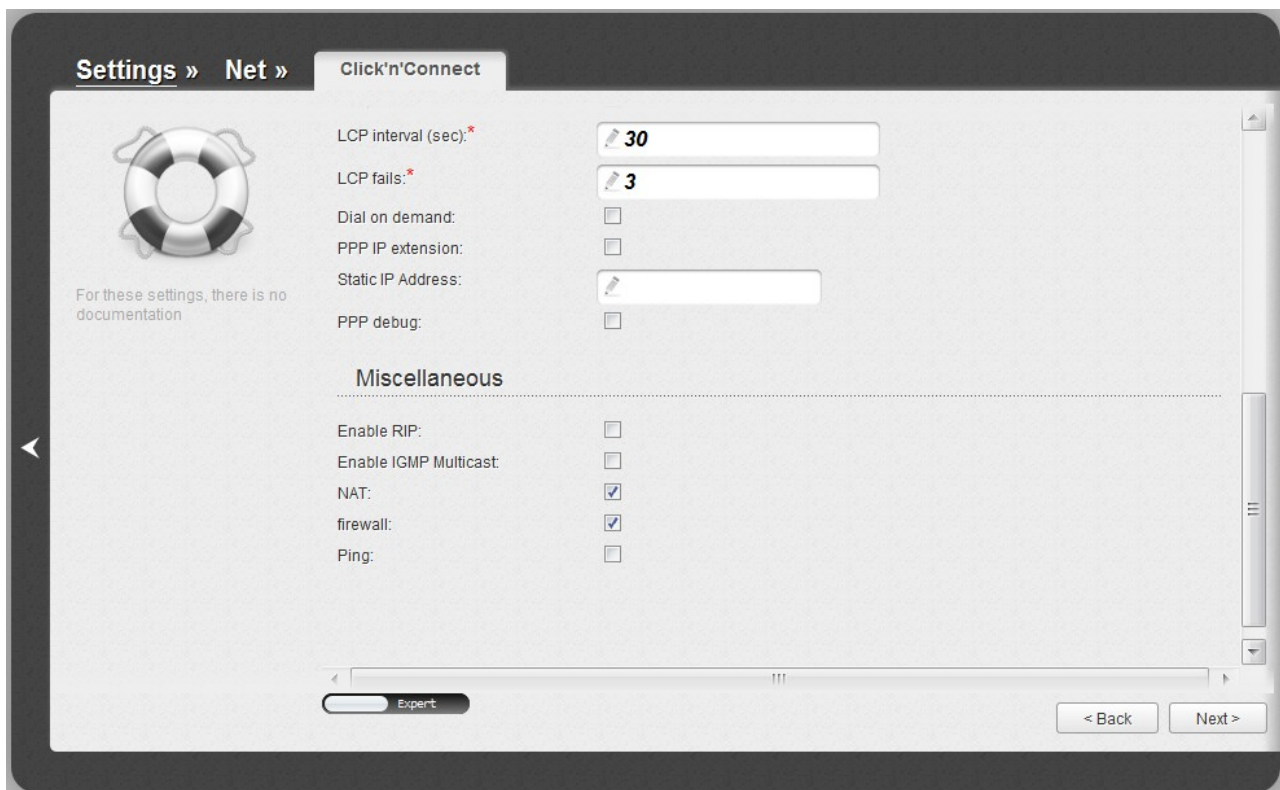 Settings » Net » Click'n'Connect
For these settings, there is no
documentation
LCP interval (sec):* 30
LCP fails:* 3
Dial on demand:
PPP IP extension:
Static IP Address:
PPP debug:
Miscellaneous
Enable RIP:
Enable IGMP Multicast:
NAT:
firewall:
Ping:
Expert
< Back Next >